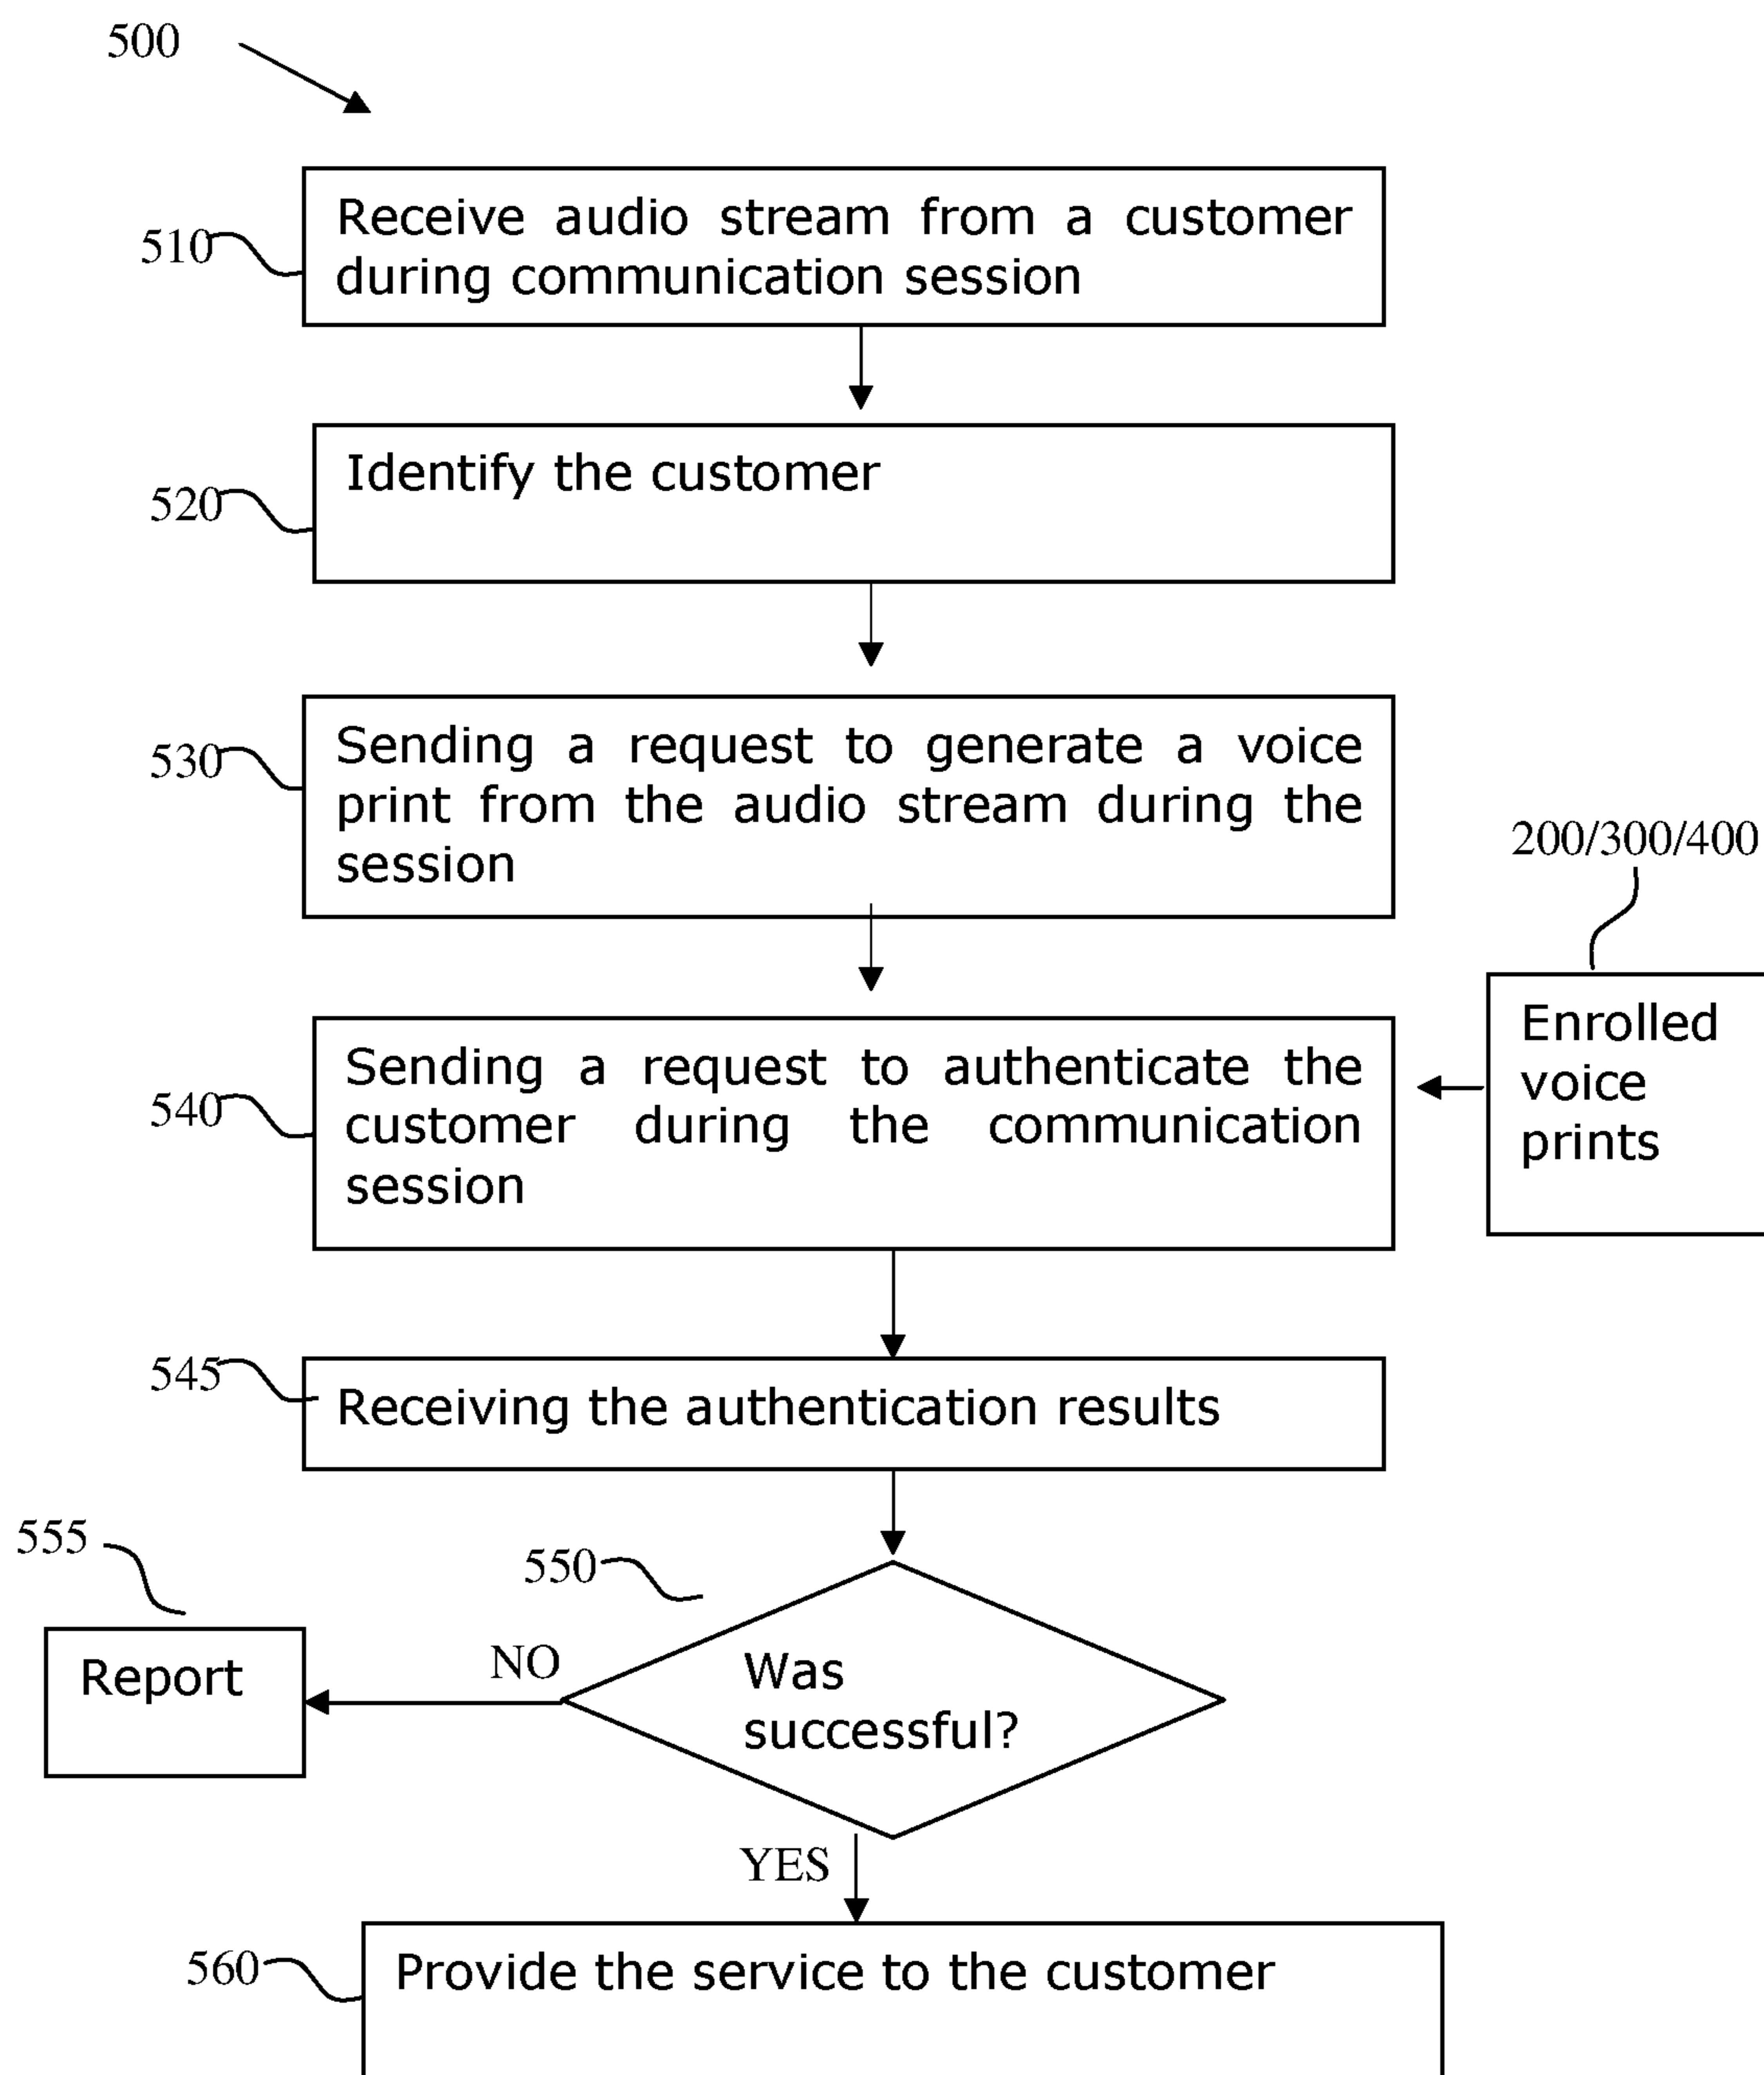 500
510
Receive audio stream from a customer
during communication session
520
Identify the customer
530
Sending a request to generate a voice
print from the audio stream during the
session
200/300/400
Enrolled
voice
prints
540
Sending a request to authenticate the
customer during the communication
session
545
Receiving the authentication results
555
550
Report
NO
Was
successful?
YES
560
Provide the service to the customer